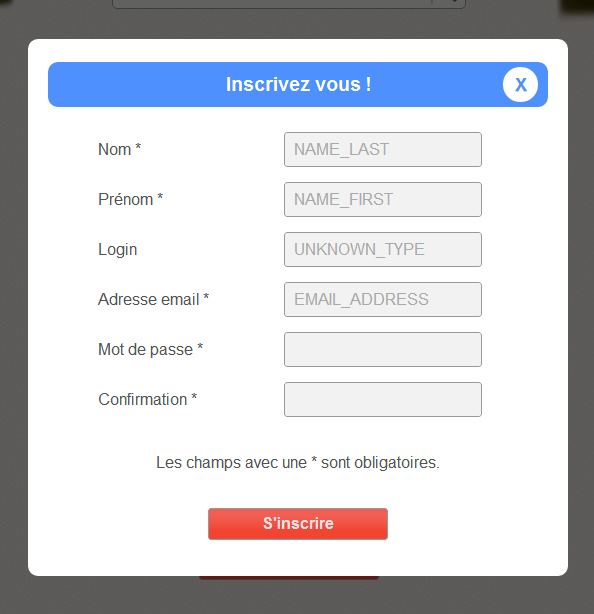 Inscrivez vous !
X
Nom * NAME_LAST
Prénom * NAME_FIRST
Login UNKNOWN_TYPE
Adresse email * EMAIL_ADDRESS
Mot de passe *
Confirmation *
Les champs avec une * sont obligatoires.
S'inscrire